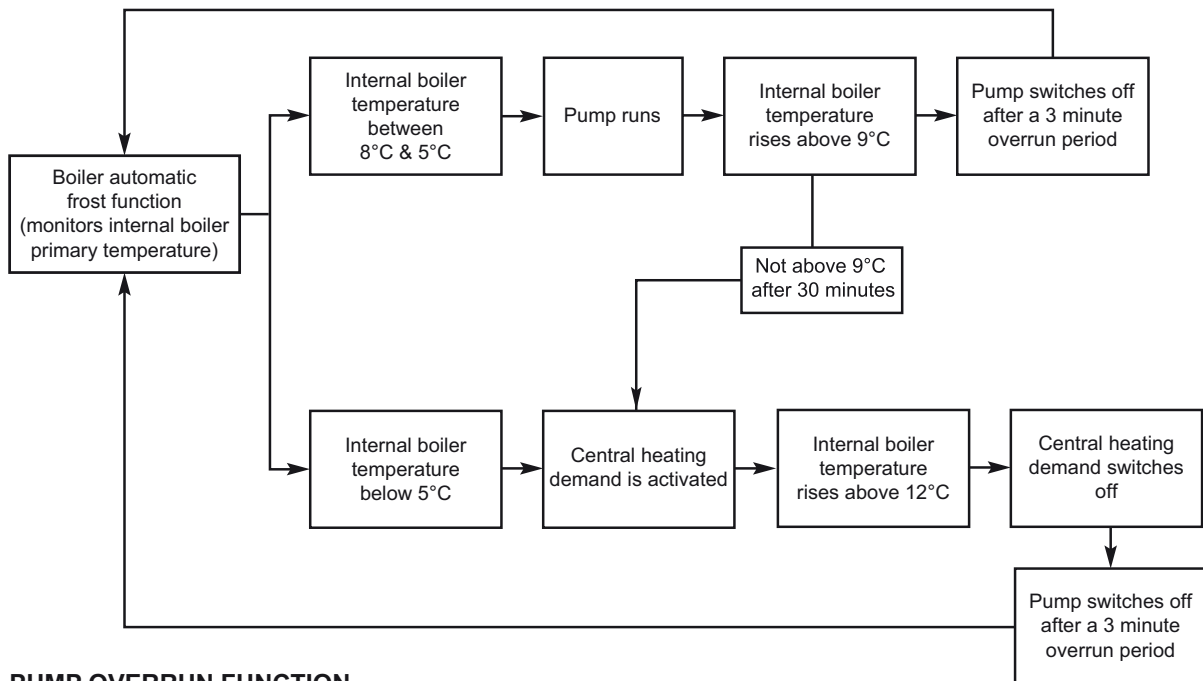 Internal boiler
temperature
between
8°C & 5°C
Pump runs
Internal boiler
temperature
rises above 9°C
Pump switches off
after a 3 minute
overrun period
Boiler automatic
frost function
(monitors internal boiler
primary temperature)
Not above 9°C
after 30 minutes
Internal boiler
temperature
below 5°C
Central heating
demand is activated
Internal boiler
temperature
rises above 12°C
Central heating
demand switches
off
Pump switches off
after a 3 minute
overrun period
PUMP OVERRUN FUNCTION